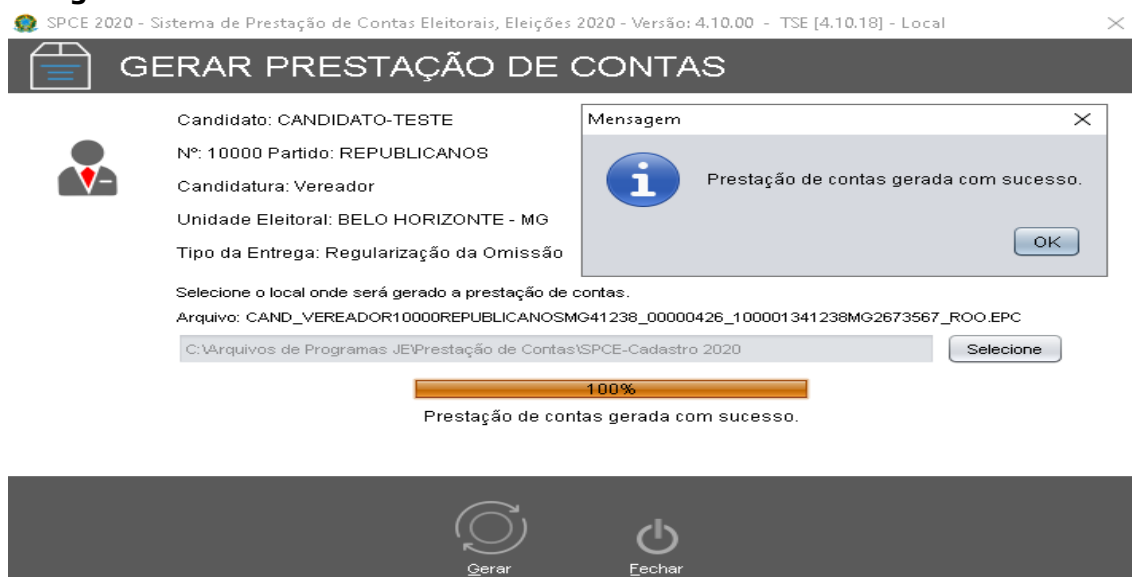 SPCE 2020 - Sistema de Prestação de Contas Eleitorais, Eleições 2020 - Versão: 4.10.00 - TSE [4.10.18] - Local
GERAR PRESTAÇÃO DE CONTAS
Candidato: CANDIDATO-TESTE
Nº: 10000 Partido: REPUBLICANOS
Candidatura: Vereador
Unidade Eleitoral: BELO HORIZONTE - MG
Tipo da Entrega: Regularização da Omissão
Mensagem
Prestação de contas gerada com sucesso.
OK
Selecione o local onde será gerado a prestação de contas.
Arquivo: CAND_VEREADOR10000REPUBLICANOSMG41238_00000426_100001341238MG2673567_ROO.EPC
C:\Arquivos de Programas JE\Prestação de Contas\SPCE-Cadastro 2020
Selecione
100%
Prestação de contas gerada com sucesso.
Gerar
Fechar